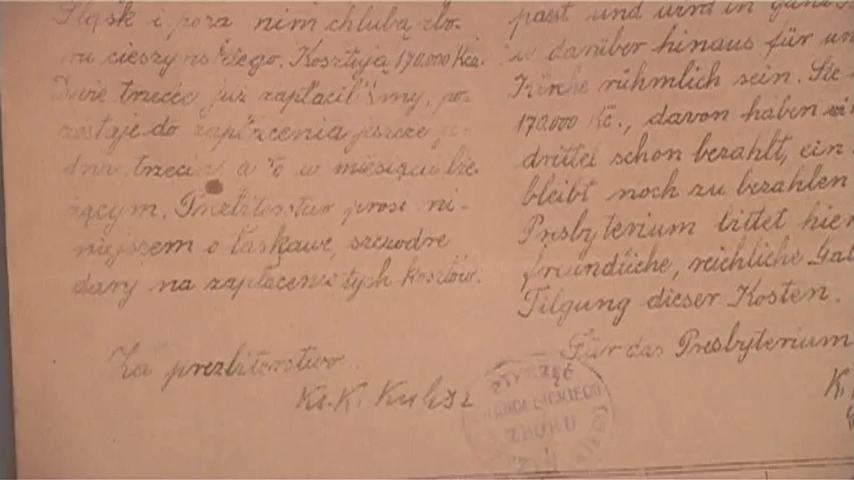 Śląsk i poza nim chlubą zbo-
ru cieszyńskiego. Kosztują 170.000 Kč.
Dwie trzecie już zapłaciliśmy, po-
zostaje do zapłacenia jeszcze je-
dna trzecia, a to w miesiącu bie-
żącym. Prezbiterstwo prosi ni-
niejszem o łaskawe, szczodre
dary na zapłacenie tych kosztów.
Za prezbiterstwo
Ks. K. Kulisz
passt und wird in ganz
darüber hinaus für un
Kirche rühmlich sein. Sie
170.000 Kč., davon haben wir
drittel schon bezahlt, ein
bleibt noch zu bezahlen
Presbyterium bittet hier
freundliche, reichliche Gab
Tilgung dieser Kosten.
Für das Presbyterium
K.
ZBORU